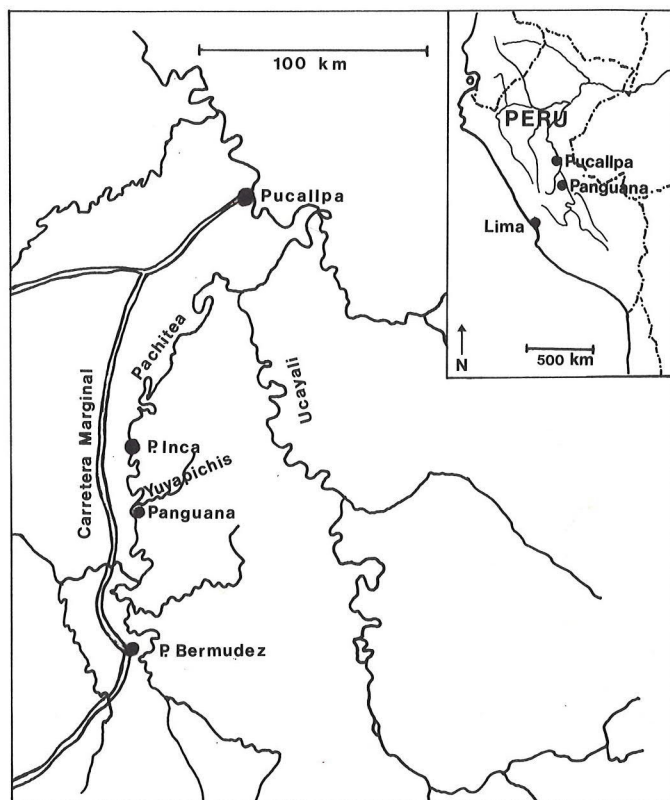 100 km
Pucallpa
Pachitea
Ucayali
Carretera Marginal
P. Inca
Yuyapichis
Panguana
P. Bermudez
PERU
Pucallpa
Panguana
Lima
N
500 km